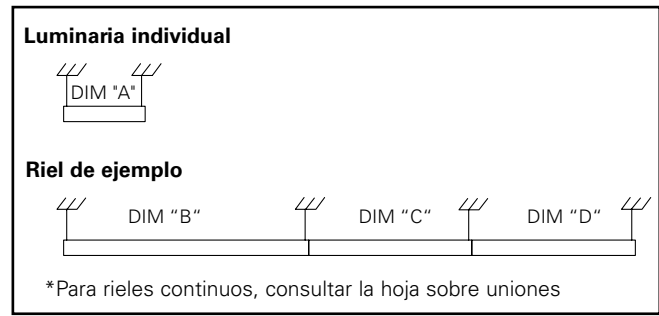 Luminaria individual
DIM "A"
Riel de ejemplo
DIM “B“ DIM “C“ DIM “D“
*Para rieles continuos, consultar la hoja sobre uniones